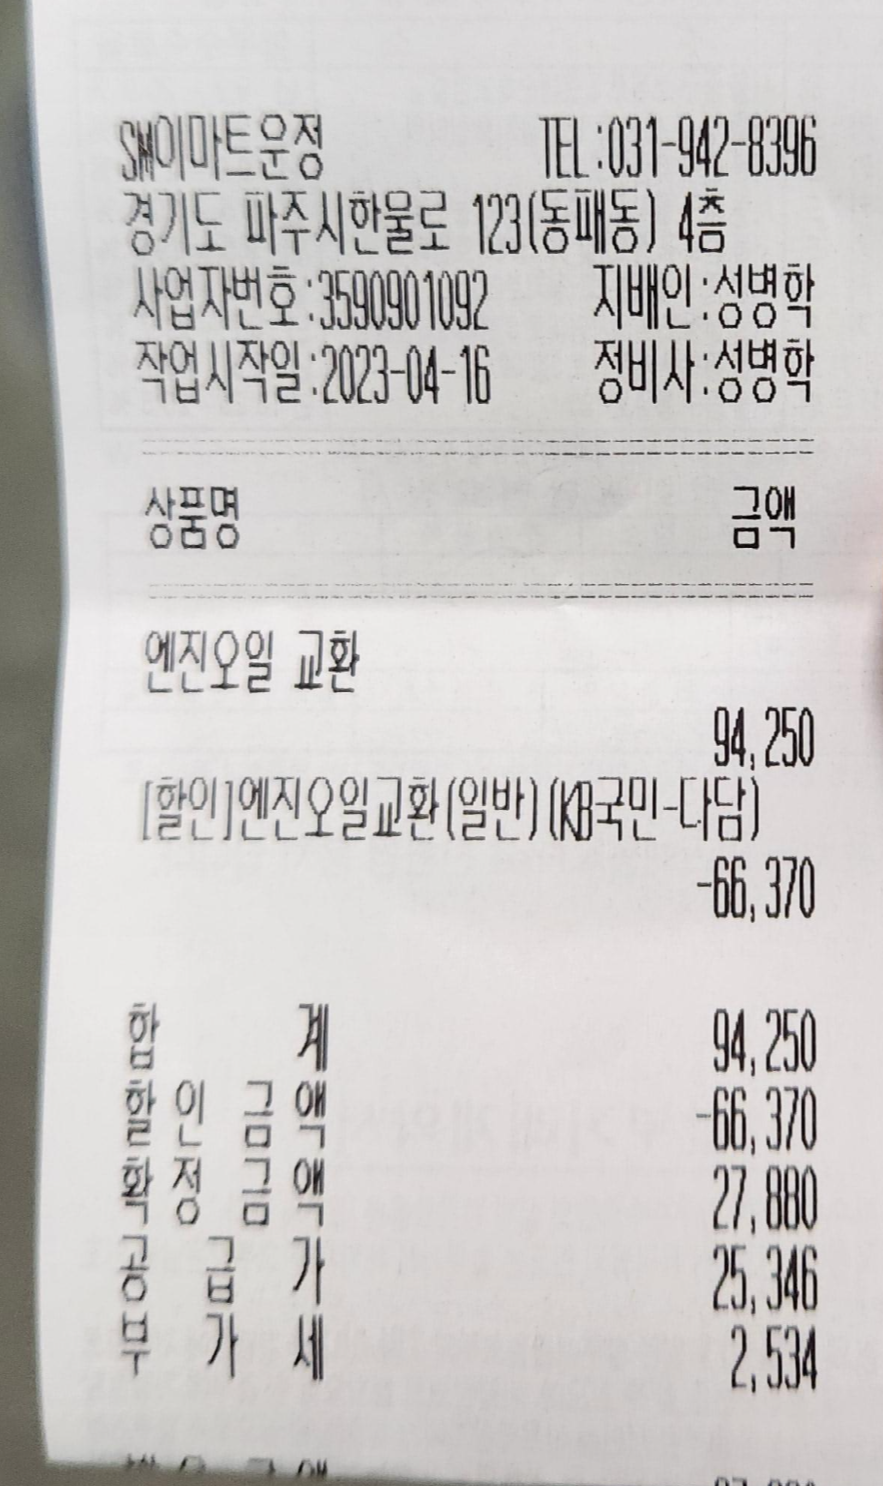 SM이마트운정 TEL:031-942-8396
경기도 파주시한물로 123(동패동) 4층
사업자번호:3590901092 지배인:성병학
작업시작일:2023-04-16 정비사:성병학
상품명 금액
엔진오일 교환
94,250
[할인]엔진오일교환(일반)(KB국민-다담)
-66,370
합 계 94,250
할 인 금 액 -66,370
확 정 금 액 27,880
공 급 가 25,346
부 가 세 2,534